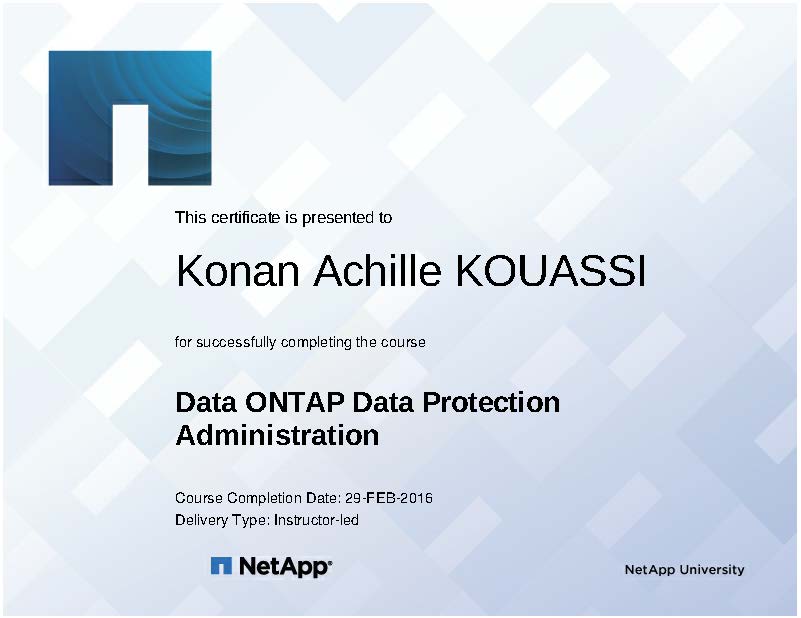 This certificate is presented to
Konan Achille KOUASSI
for successfully completing the course
Data ONTAP Data Protection
Administration
Course Completion Date: 29-FEB-2016
Delivery Type: Instructor-led
NetApp®
NetApp University